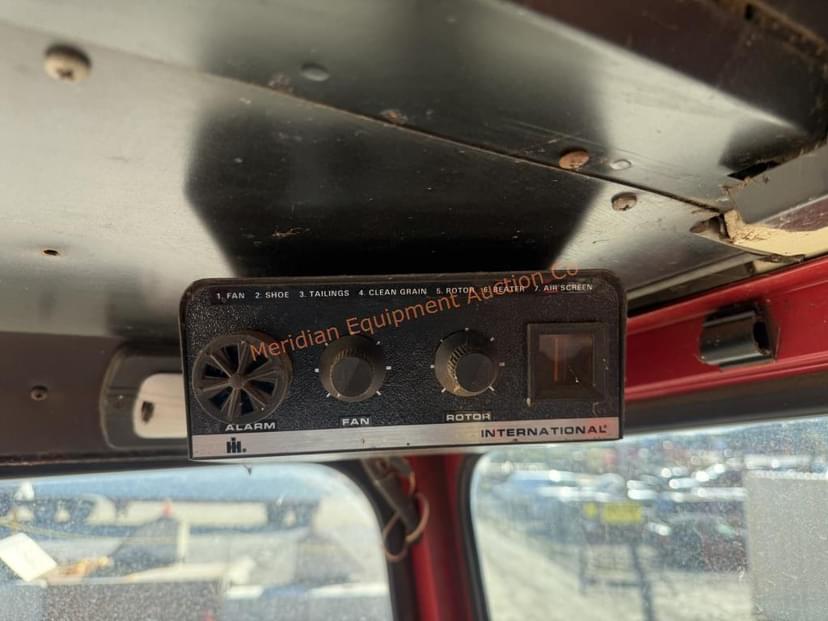 1. FAN 2. SHOE 3. TAILINGS 4. CLEAN GRAIN 5. ROTOR 6. BEATER 7. AIR SCREEN
Meridian Equipment Auction Co
ALARM FAN ROTOR
IH. INTERNATIONAL